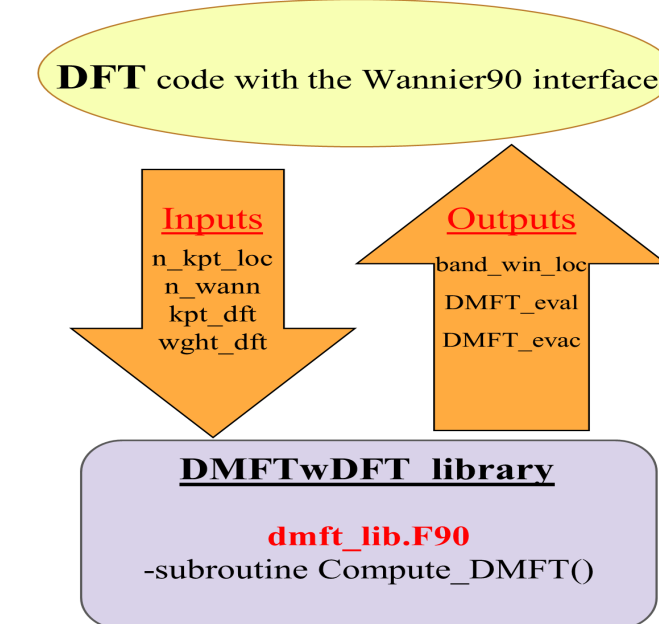 DFT code with the Wannier90 interface
Inputs
n_kpt_loc
n_wann
kpt_dft
wght_dft
Outputs
band_win_loc
DMFT_eval
DMFT_evac
DMFTwDFT library
dmft_lib.F90
-subroutine Compute_DMFT()